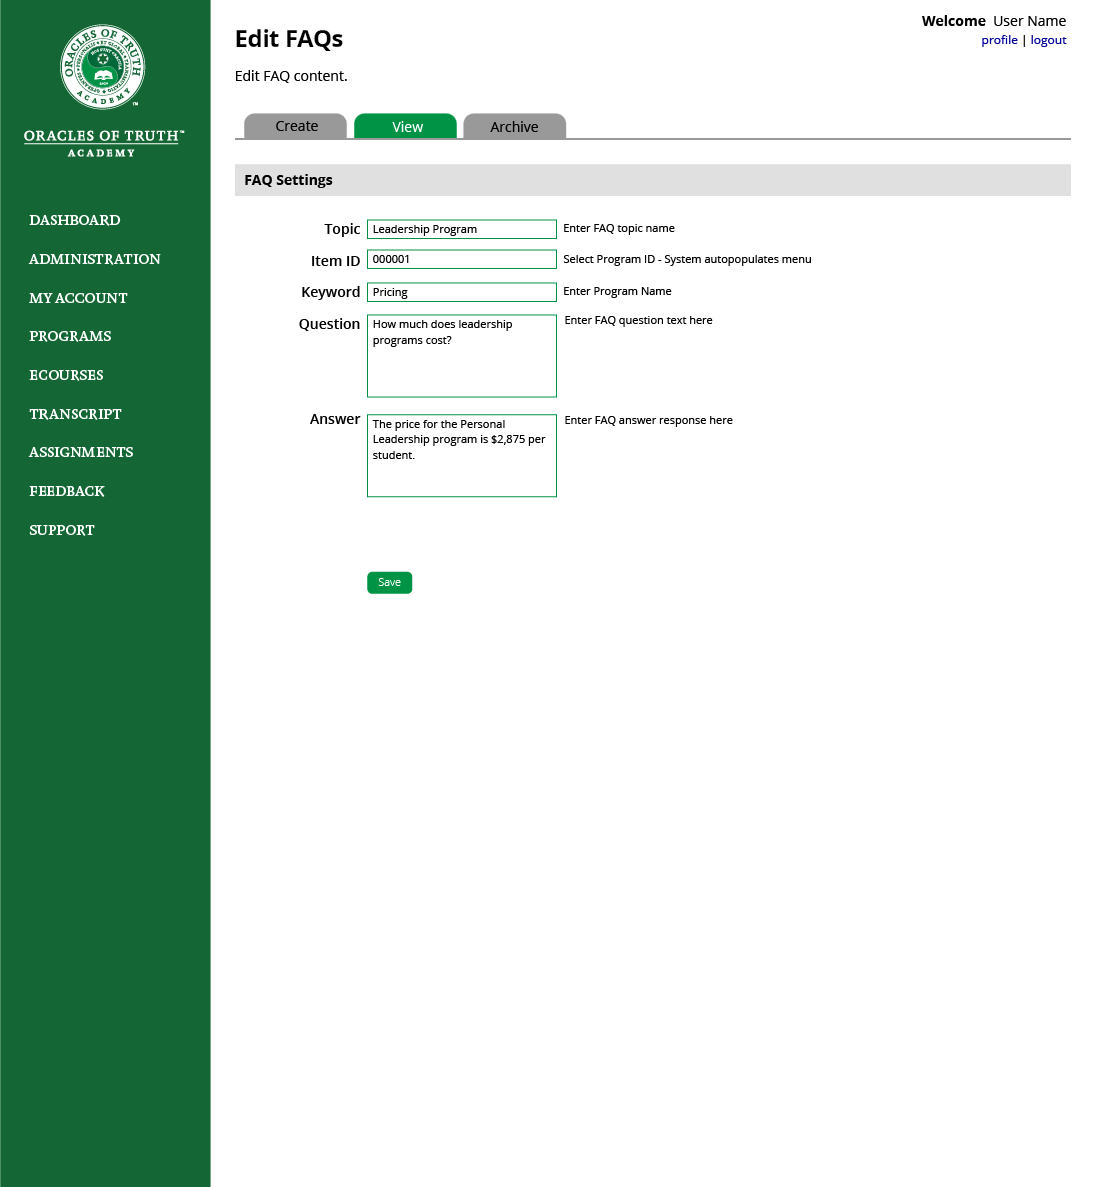 ORACLES OF TRUTH
ACADEMY
™
ORACLES OF TRUTH™
ACADEMY
DASHBOARD
ADMINISTRATION
MY ACCOUNT
PROGRAMS
ECOURSES
TRANSCRIPT
ASSIGNMENTS
FEEDBACK
SUPPORT
Welcome User Name
profile | logout
Edit FAQs
Edit FAQ content.
Create View Archive
FAQ Settings
Topic Leadership Program Enter FAQ topic name
Item ID 000001 Select Program ID - System autopopulates menu
Keyword Pricing Enter Program Name
Question How much does leadership Enter FAQ question text here
programs cost?
Answer The price for the Personal Enter FAQ answer response here
Leadership program is $2,875 per
student.
Save